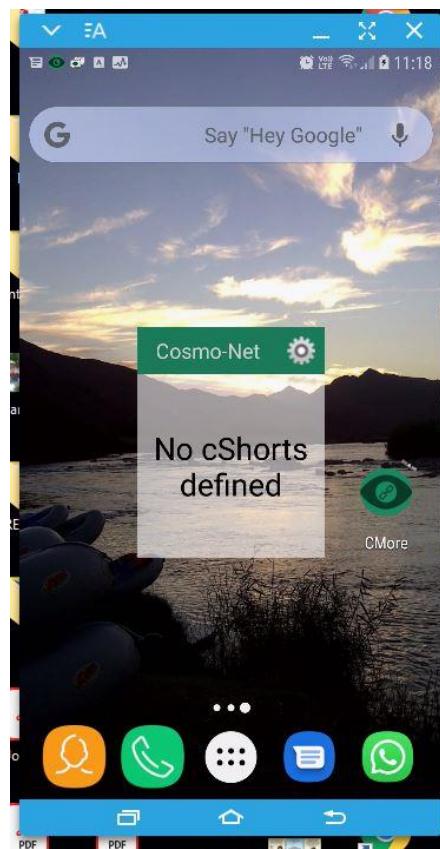 11:18
Say "Hey Google"
Cosmo-Net
No cShorts
defined
CMore
PDF
PDF